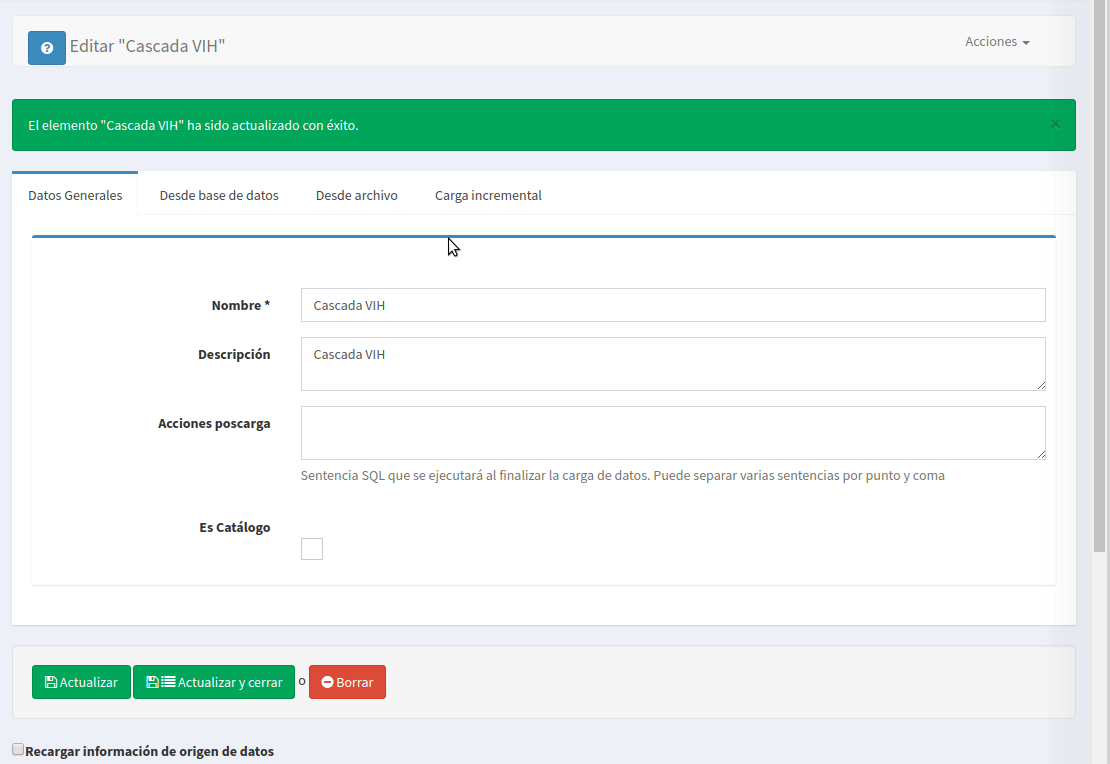 Editar "Cascada VIH"
Acciones
El elemento "Cascada VIH" ha sido actualizado con éxito.
×
Datos Generales
Desde base de datos
Desde archivo
Carga incremental
Nombre *
Cascada VIH
Descripción
Cascada VIH
Acciones poscarga
Sentencia SQL que se ejecutará al finalizar la carga de datos. Puede separar varias sentencias por punto y coma
Es Catálogo
Actualizar
Actualizar y cerrar
o
Borrar
Recargar información de origen de datos